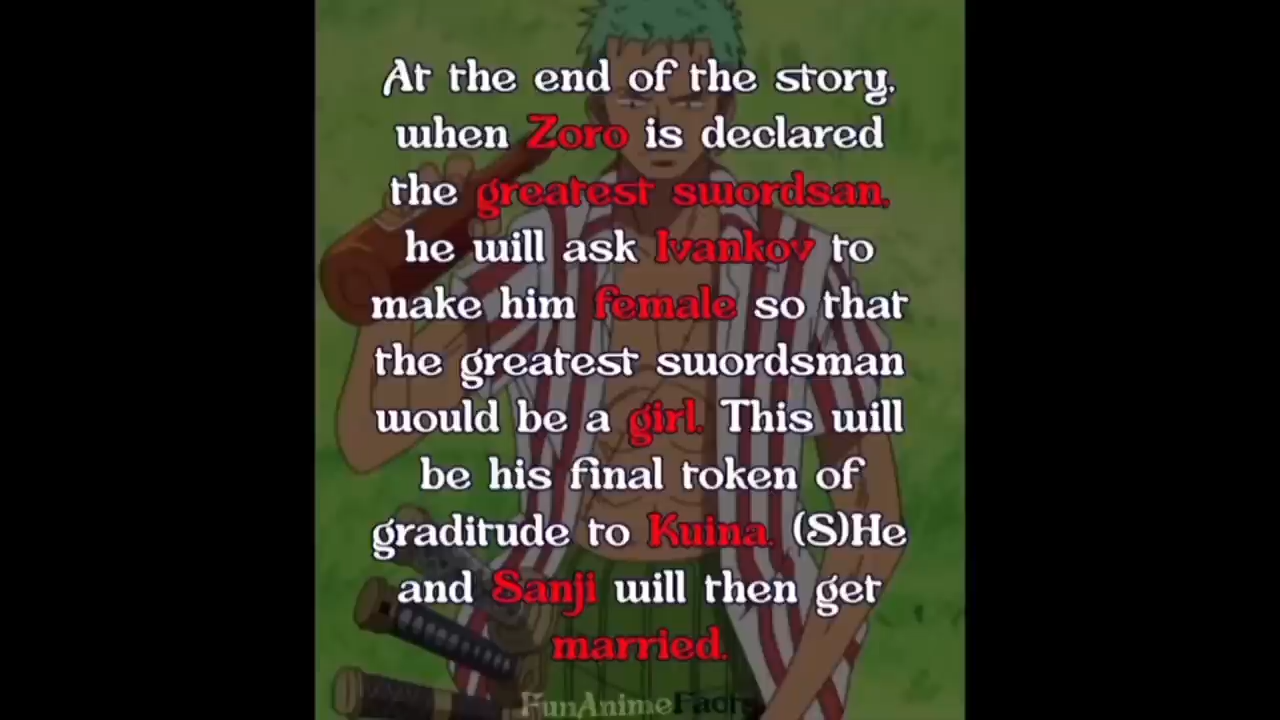 At the end of the story,
when Zoro is declared
the greatest swordsan,
he will ask Ivankov to
make him female so that
the greatest swordsman
would be a girl. This will
be his final token of
graditude to Kuina. (S)He
and Sanji will then get
married.
FunAnimeFacts